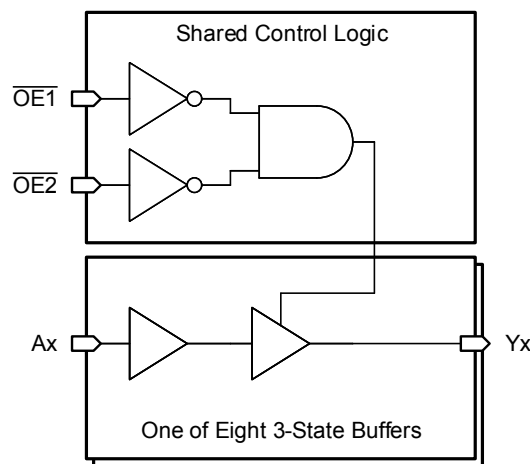 Shared Control Logic
OE1
OE2
Ax
Yx
One of Eight 3-State Buffers